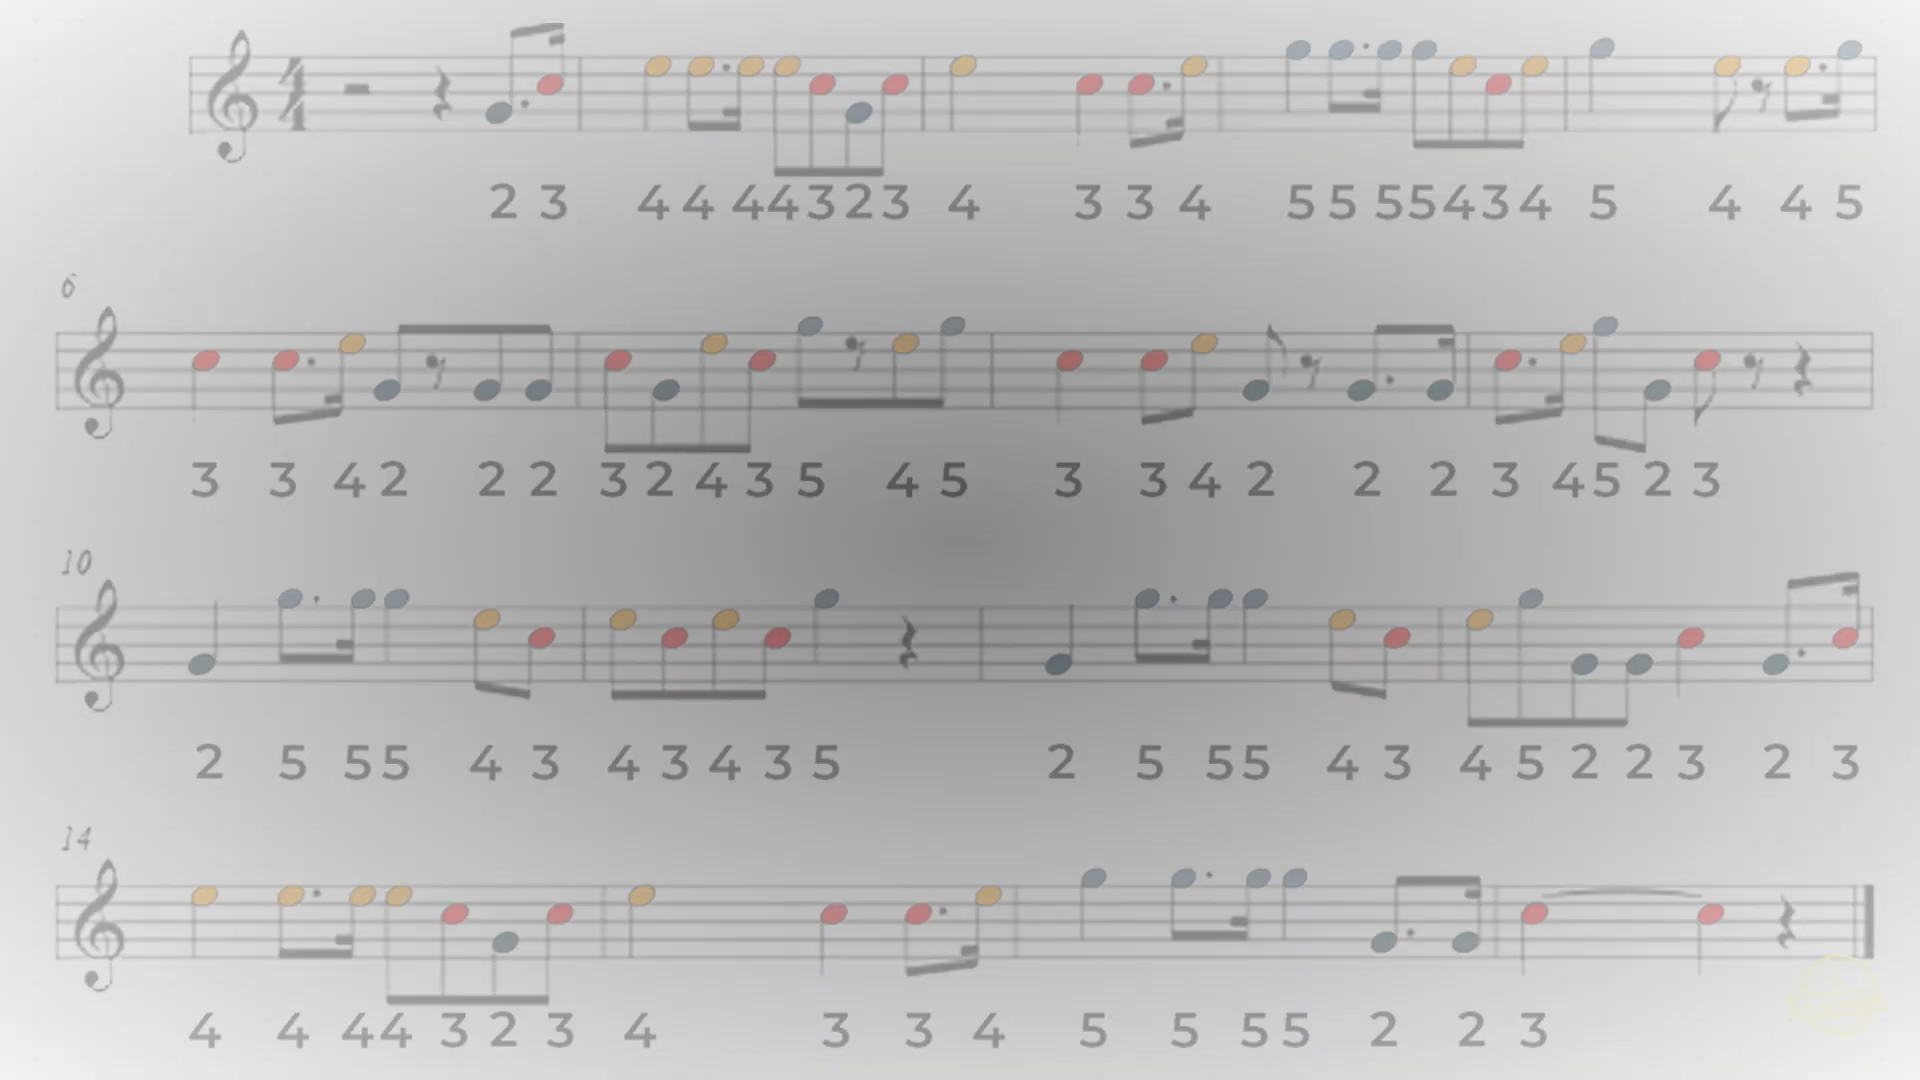 4
4
2 3 4 4 4 4 3 2 3 4 3 3 4 5 5 5 5 4 3 4 5 4 4 5
6
3 3 4 2 2 2 3 2 4 3 5 4 5 3 3 4 2 2 2 3 4 5 2 3
10
2 5 5 5 4 3 4 3 4 3 5 2 5 5 5 4 3 4 5 2 2 3 2 3
14
4 4 4 4 3 2 3 4 3 3 4 5 5 5 5 2 2 3